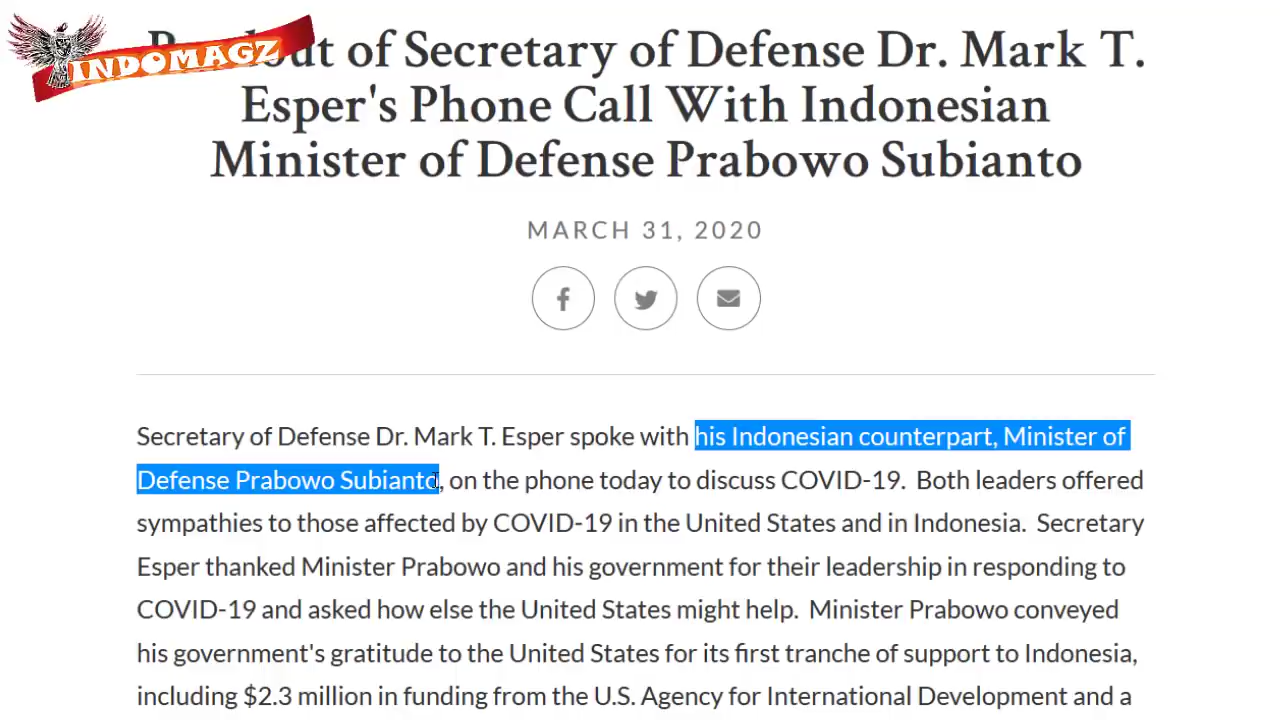 INDOMAGZ
out of Secretary of Defense Dr. Mark T.
Esper's Phone Call With Indonesian
Minister of Defense Prabowo Subianto
MARCH 31, 2020
Secretary of Defense Dr. Mark T. Esper spoke with his Indonesian counterpart, Minister of
Defense Prabowo Subianto, on the phone today to discuss COVID-19. Both leaders offered
sympathies to those affected by COVID-19 in the United States and in Indonesia. Secretary
Esper thanked Minister Prabowo and his government for their leadership in responding to
COVID-19 and asked how else the United States might help. Minister Prabowo conveyed
his government's gratitude to the United States for its first tranche of support to Indonesia,
including $2.3 million in funding from the U.S. Agency for International Development and a